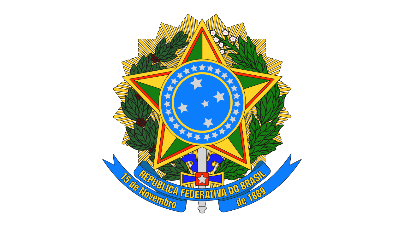 REPÚBLICA FEDERATIVA DO BRASIL
15 de Novembro
de 1889